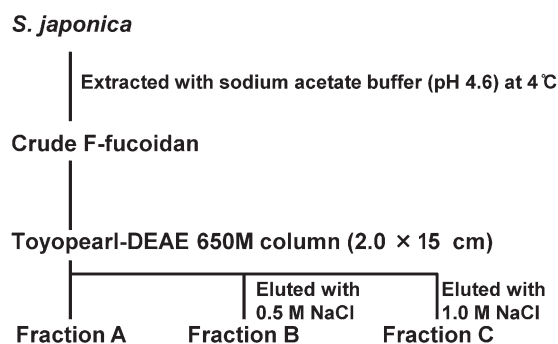 S. japonica
Extracted with sodium acetate buffer (pH 4.6) at 4℃
Crude F-fucoidan
Toyopearl-DEAE 650M column (2.0 × 15 cm)
Eluted with
0.5 M NaCl
Eluted with
1.0 M NaCl
Fraction A
Fraction B
Fraction C